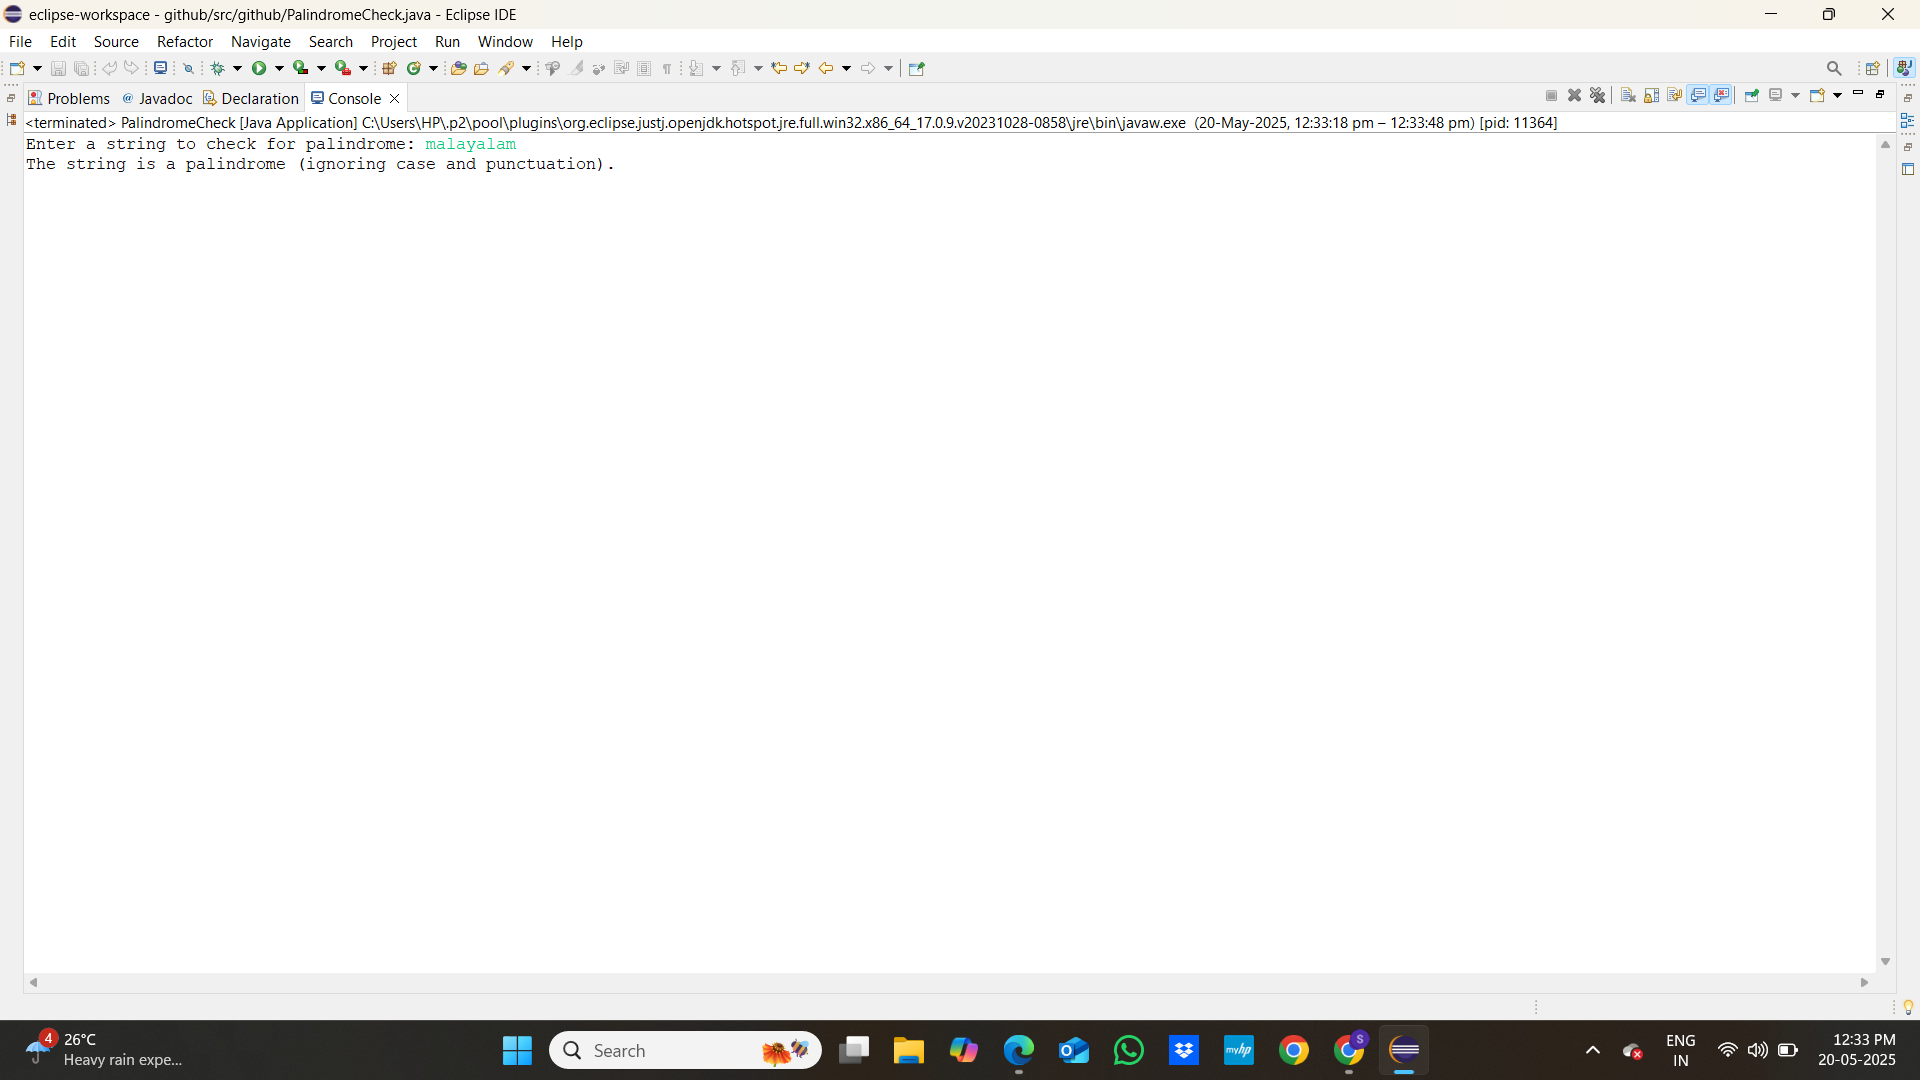 eclipse-workspace - github/src/github/PalindromeCheck.java - Eclipse IDE
File Edit Source Refactor Navigate Search Project Run Window Help
Problems @ Javadoc Declaration Console
<terminated> PalindromeCheck [Java Application] C:\Users\HP\.p2\pool\plugins\org.eclipse.justj.openjdk.hotspot.jre.full.win32.x86_64_17.0.9.v20231028-0858\jre\bin\javaw.exe (20-May-2025, 12:33:18 pm – 12:33:48 pm) [pid: 11364]
Enter a string to check for palindrome: malayalam
The string is a palindrome (ignoring case and punctuation).
4
26°C
Heavy rain expe...
Search
myhp
S
ENG
IN
12:33 PM
20-05-2025